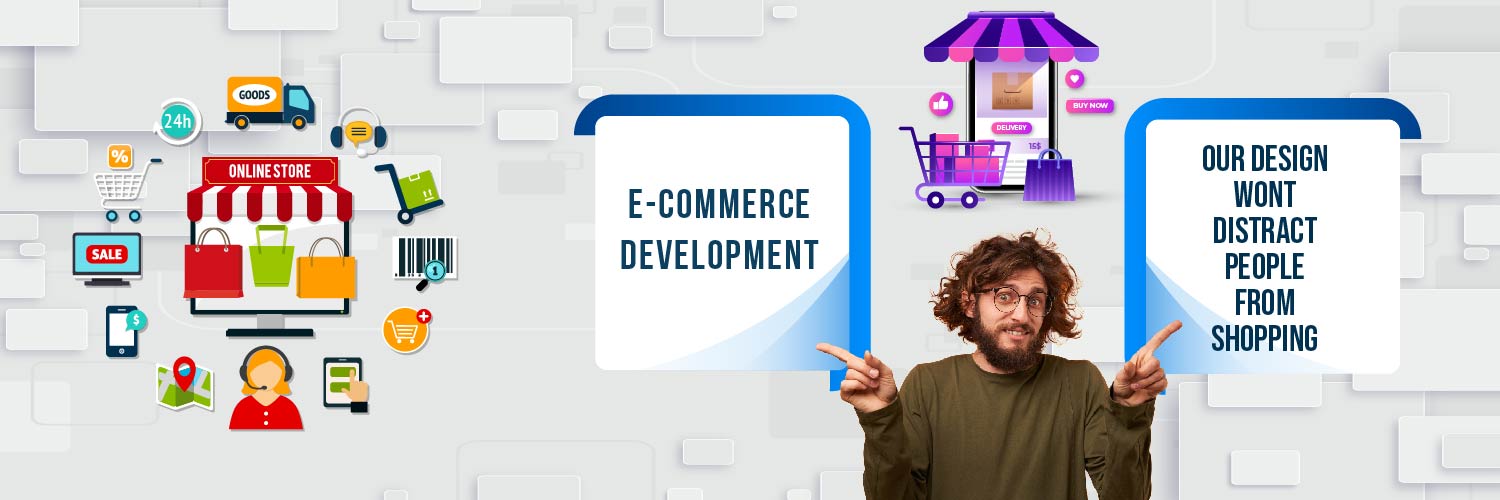 GOODS
24h
%
ONLINE STORE
SALE
1
$
E-COMMERCE
DEVELOPMENT
BUY NOW
DELIVERY
15$
OUR DESIGN
WONT
DISTRACT
PEOPLE
FROM
SHOPPING